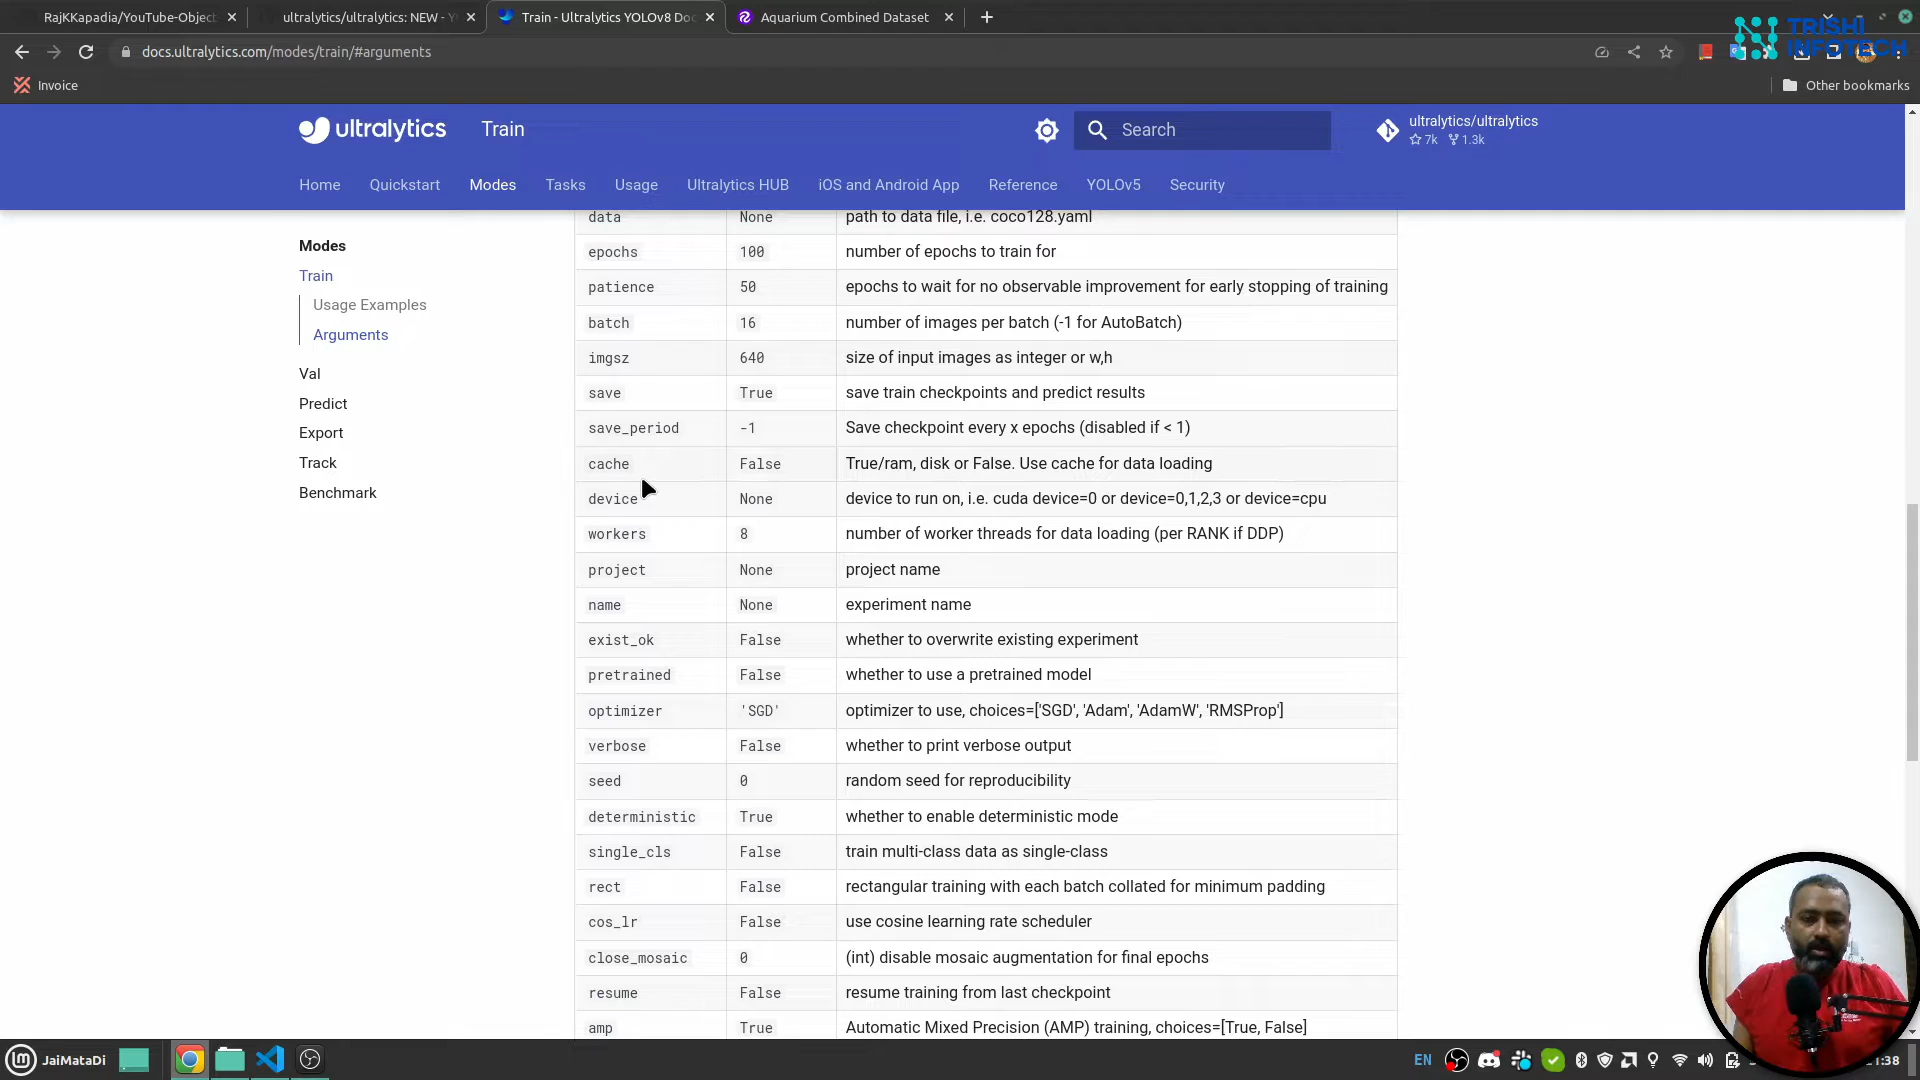 RajKKapadia/YouTube-Object
ultralytics/ultralytics: NEW - Y
Train - Ultralytics YOLOv8 Doc
Aquarium Combined Dataset
TRISHI
INFOTECH
docs.ultralytics.com/modes/train/#arguments
Invoice
Other bookmarks
ultralytics
Train
Search
ultralytics/ultralytics
7k 1.3k
Home Quickstart Modes Tasks Usage Ultralytics HUB iOS and Android App Reference YOLOv5 Security
Modes
Train
Usage Examples
Arguments
Val
Predict
Export
Track
Benchmark
data None path to data file, i.e. coco128.yaml
epochs 100 number of epochs to train for
patience 50 epochs to wait for no observable improvement for early stopping of training
batch 16 number of images per batch (-1 for AutoBatch)
imgsz 640 size of input images as integer or w,h
save True save train checkpoints and predict results
save_period -1 Save checkpoint every x epochs (disabled if < 1)
cache False True/ram, disk or False. Use cache for data loading
device None device to run on, i.e. cuda device=0 or device=0,1,2,3 or device=cpu
workers 8 number of worker threads for data loading (per RANK if DDP)
project None project name
name None experiment name
exist_ok False whether to overwrite existing experiment
pretrained False whether to use a pretrained model
optimizer 'SGD' optimizer to use, choices=['SGD', 'Adam', 'AdamW', 'RMSProp']
verbose False whether to print verbose output
seed 0 random seed for reproducibility
deterministic True whether to enable deterministic mode
single_cls False train multi-class data as single-class
rect False rectangular training with each batch collated for minimum padding
cos_lr False use cosine learning rate scheduler
close_mosaic 0 (int) disable mosaic augmentation for final epochs
resume False resume training from last checkpoint
amp True Automatic Mixed Precision (AMP) training, choices=[True, False]
JaiMataDi
EN
:38